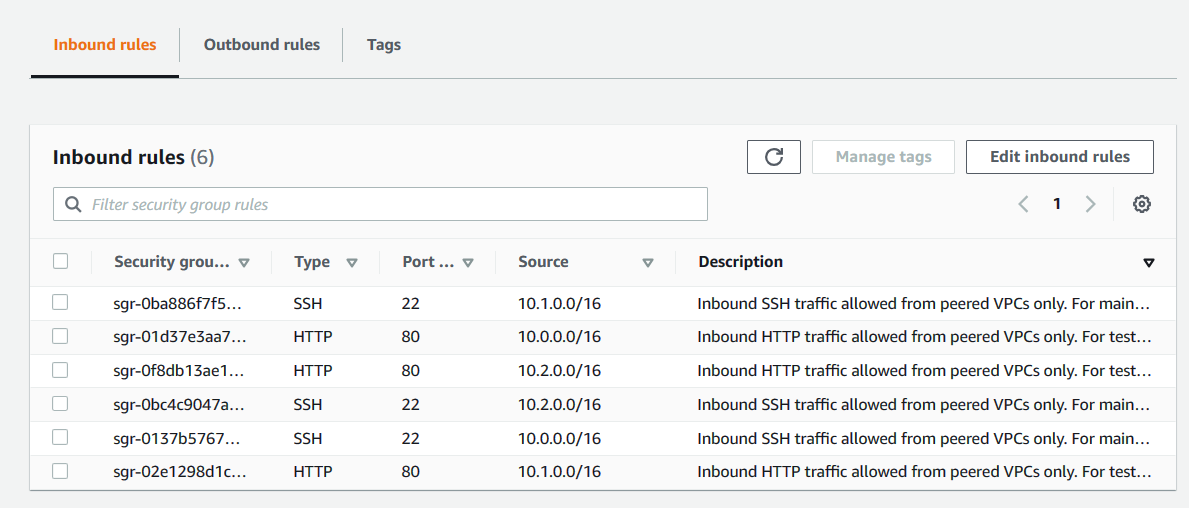 Inbound rules Outbound rules Tags
Inbound rules (6) Manage tags Edit inbound rules
Filter security group rules 1
Security grou... Type Port ... Source Description
sgr-0ba886f7f5... SSH 22 10.1.0.0/16 Inbound SSH traffic allowed from peered VPCs only. For main...
sgr-01d37e3aa7... HTTP 80 10.0.0.0/16 Inbound HTTP traffic allowed from peered VPCs only. For test...
sgr-0f8db13ae1... HTTP 80 10.2.0.0/16 Inbound HTTP traffic allowed from peered VPCs only. For test...
sgr-0bc4c9047a... SSH 22 10.2.0.0/16 Inbound SSH traffic allowed from peered VPCs only. For main...
sgr-0137b5767... SSH 22 10.0.0.0/16 Inbound SSH traffic allowed from peered VPCs only. For main...
sgr-02e1298d1c... HTTP 80 10.1.0.0/16 Inbound HTTP traffic allowed from peered VPCs only. For test...